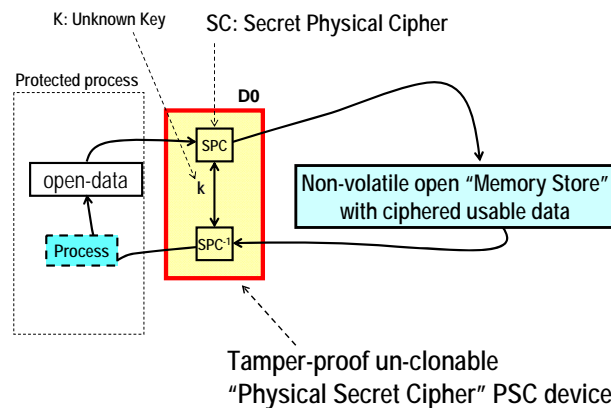 K: Unknown Key
SC: Secret Physical Cipher
Protected process
D0
SPC
open-data
k
Non-volatile open “Memory Store”
with ciphered usable data
Process
SPC-1
Tamper-proof un-clonable
“Physical Secret Cipher” PSC device